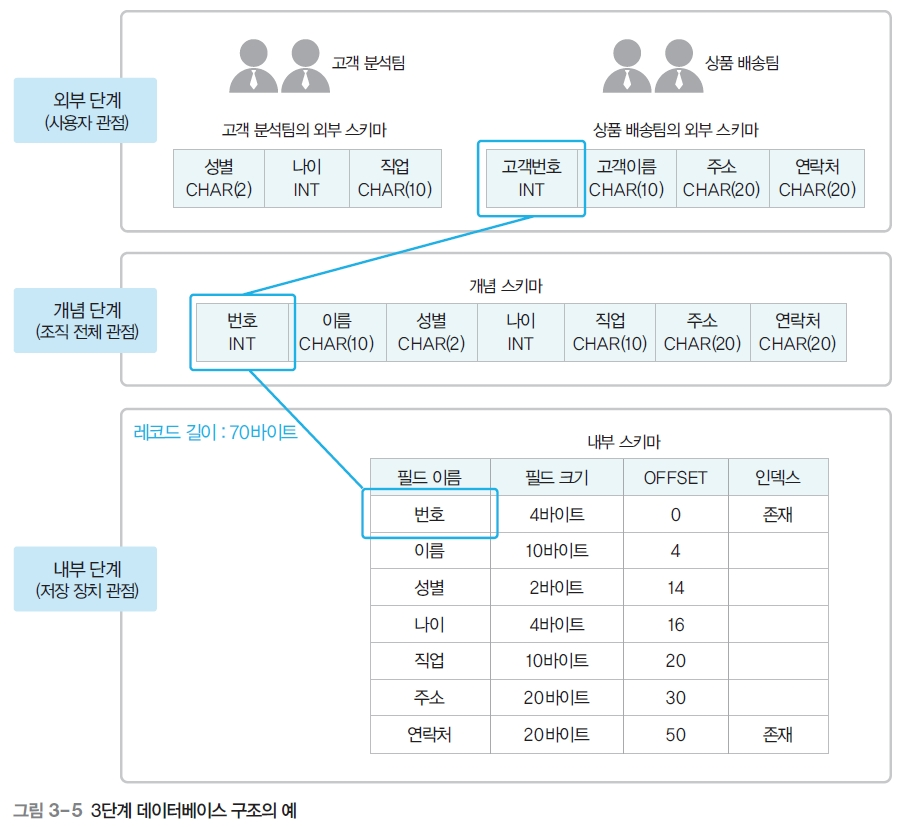 외부 단계
(사용자 관점)
고객 분석팀
상품 배송팀
고객 분석팀의 외부 스키마
상품 배송팀의 외부 스키마
성별 나이 직업
CHAR(2) INT CHAR(10)
고객번호 고객이름 주소 연락처
INT CHAR(10) CHAR(20) CHAR(20)
개념 단계
(조직 전체 관점)
개념 스키마
번호 이름 성별 나이 직업 주소 연락처
INT CHAR(10) CHAR(2) INT CHAR(10) CHAR(20) CHAR(20)
내부 단계
(저장 장치 관점)
레코드 길이 : 70바이트
내부 스키마
필드 이름 필드 크기 OFFSET 인덱스
번호 4바이트 0 존재
이름 10바이트 4
성별 2바이트 14
나이 4바이트 16
직업 10바이트 20
주소 20바이트 30
연락처 20바이트 50 존재
그림 3-5 3단계 데이터베이스 구조의 예